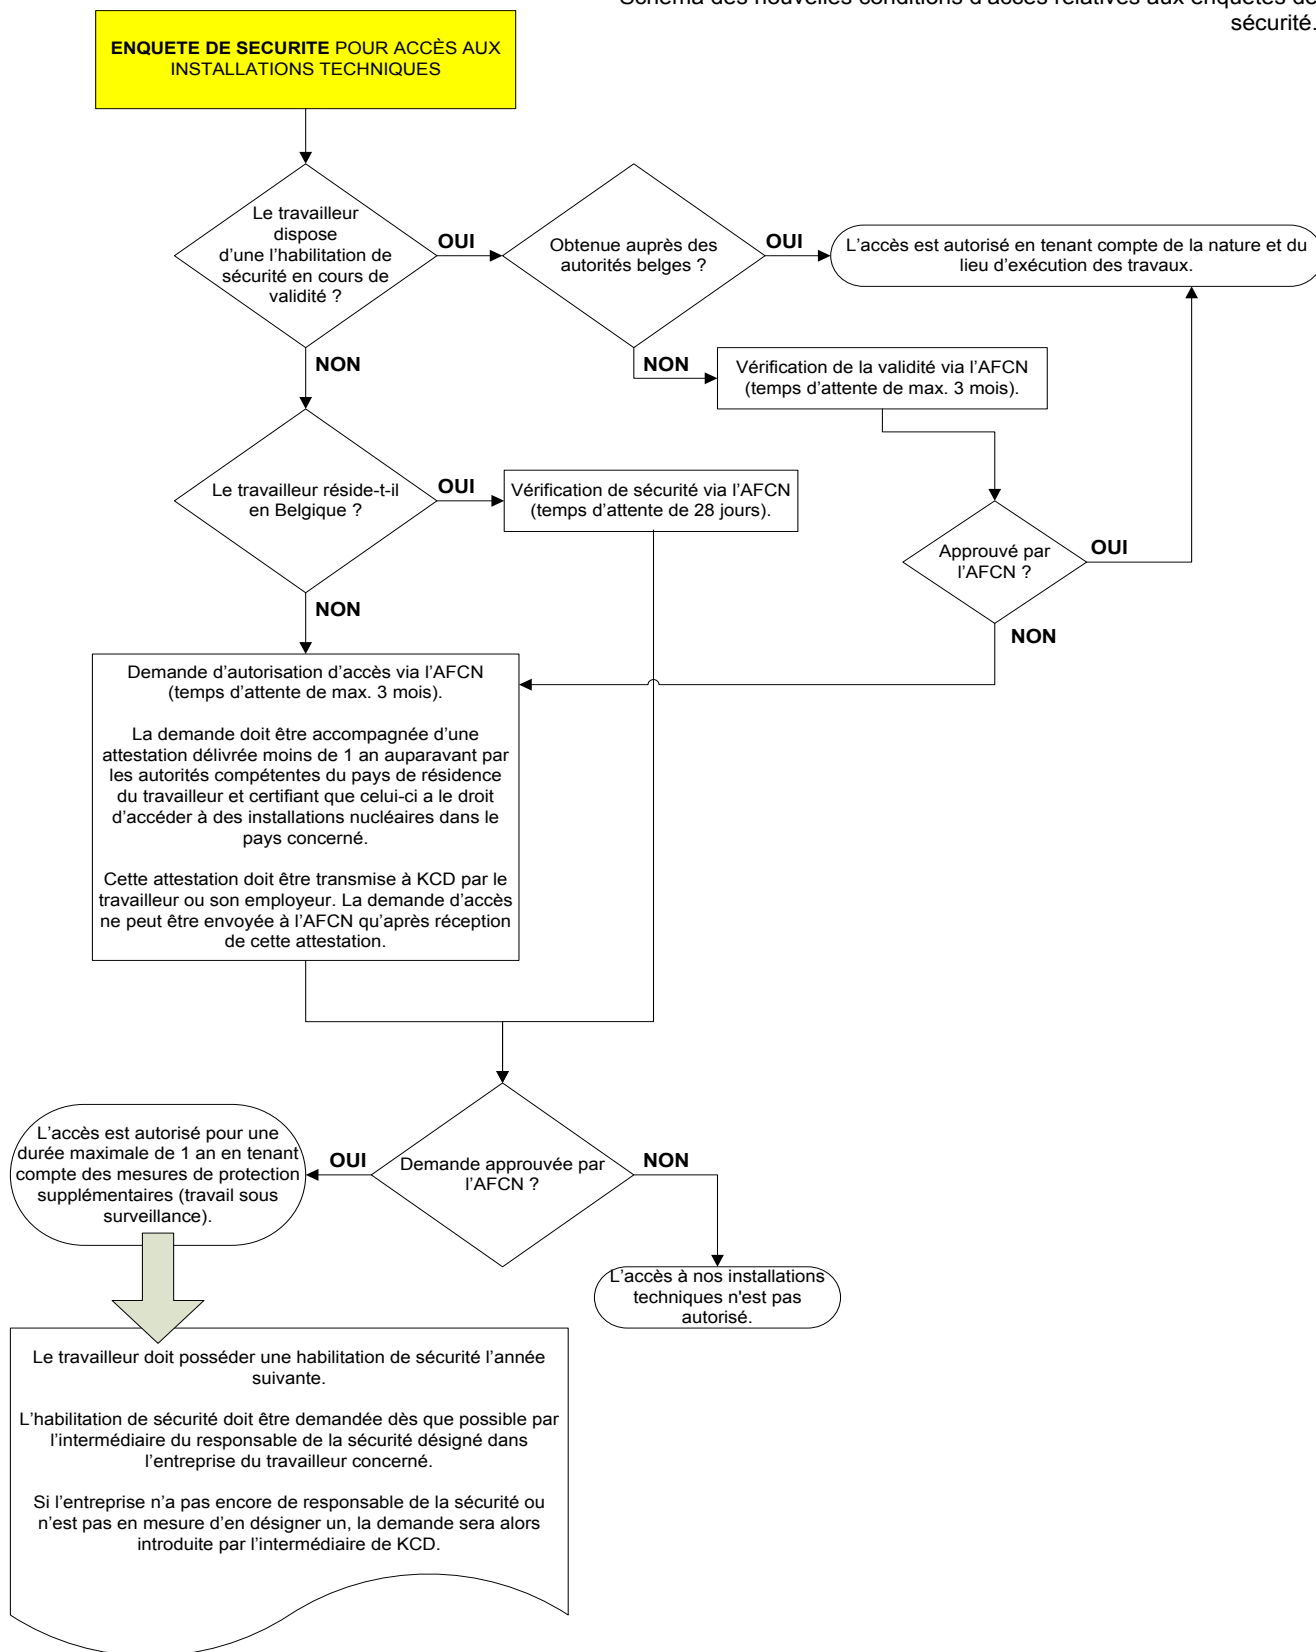 Schéma des nouvelles conditions d'accès relatives aux enquêtes de
sécurité.
ENQUETE DE SECURITE POUR ACCÈS AUX
INSTALLATIONS TECHNIQUES
Le travailleur
dispose
d'une l'habilitation de
sécurité en cours de
validité ?
OUI
Obtenue auprès des
autorités belges ?
OUI
L'accès est autorisé en tenant compte de la nature et du
lieu d'exécution des travaux.
NON
NON
Vérification de la validité via l'AFCN
(temps d'attente de max. 3 mois).
Le travailleur réside-t-il
en Belgique ?
OUI
Vérification de sécurité via l'AFCN
(temps d'attente de 28 jours).
Approuvé par
l'AFCN ?
OUI
NON
NON
Demande d'autorisation d'accès via l'AFCN
(temps d'attente de max. 3 mois).
La demande doit être accompagnée d'une
attestation délivrée moins de 1 an auparavant par
les autorités compétentes du pays de résidence
du travailleur et certifiant que celui-ci a le droit
d'accéder à des installations nucléaires dans le
pays concerné.
Cette attestation doit être transmise à KCD par le
travailleur ou son employeur. La demande d'accès
ne peut être envoyée à l'AFCN qu'après réception
de cette attestation.
L'accès est autorisé pour une
durée maximale de 1 an en tenant
compte des mesures de protection
supplémentaires (travail sous
surveillance).
OUI
Demande approuvée par
l'AFCN ?
NON
L'accès à nos installations
techniques n'est pas
autorisé.
Le travailleur doit posséder une habilitation de sécurité l'année
suivante.
L'habilitation de sécurité doit être demandée dès que possible par
l'intermédiaire du responsable de la sécurité désigné dans
l'entreprise du travailleur concerné.
Si l'entreprise n'a pas encore de responsable de la sécurité ou
n'est pas en mesure d'en désigner un, la demande sera alors
introduite par l'intermédiaire de KCD.